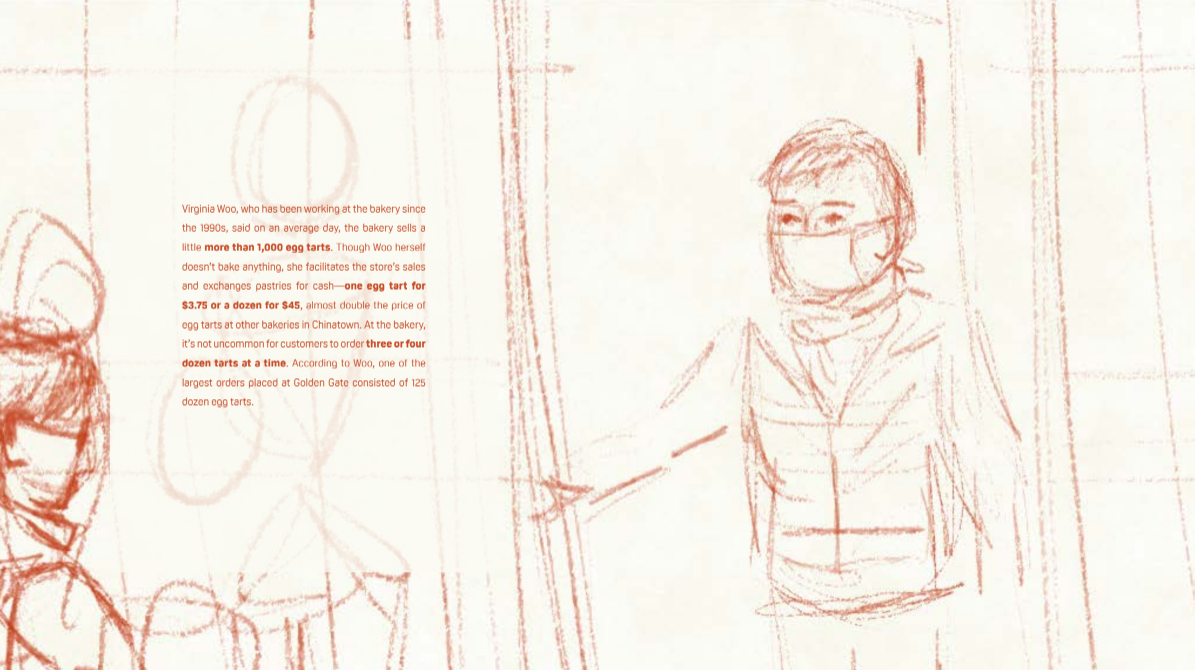 Virginia Woo, who has been working at the bakery since
the 1990s, said on an average day, the bakery sells a
little more than 1,000 egg tarts. Though Woo herself
doesn't bake anything, she facilitates the store's sales
and exchanges pastries for cash—one egg tart for
$3.75 or a dozen for $45, almost double the price of
egg tarts at other bakeries in Chinatown. At the bakery,
it's not uncommon for customers to order three or four
dozen tarts at a time. According to Woo, one of the
largest orders placed at Golden Gate consisted of 125
dozen egg tarts.